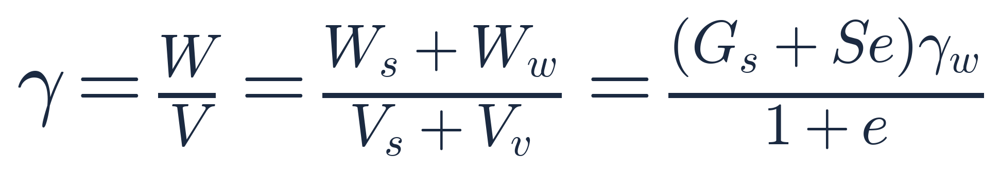 γ = W/V = (W_s + W_w)/(V_s + V_v) = ((G_s + Se)γ_w)/(1 + e)